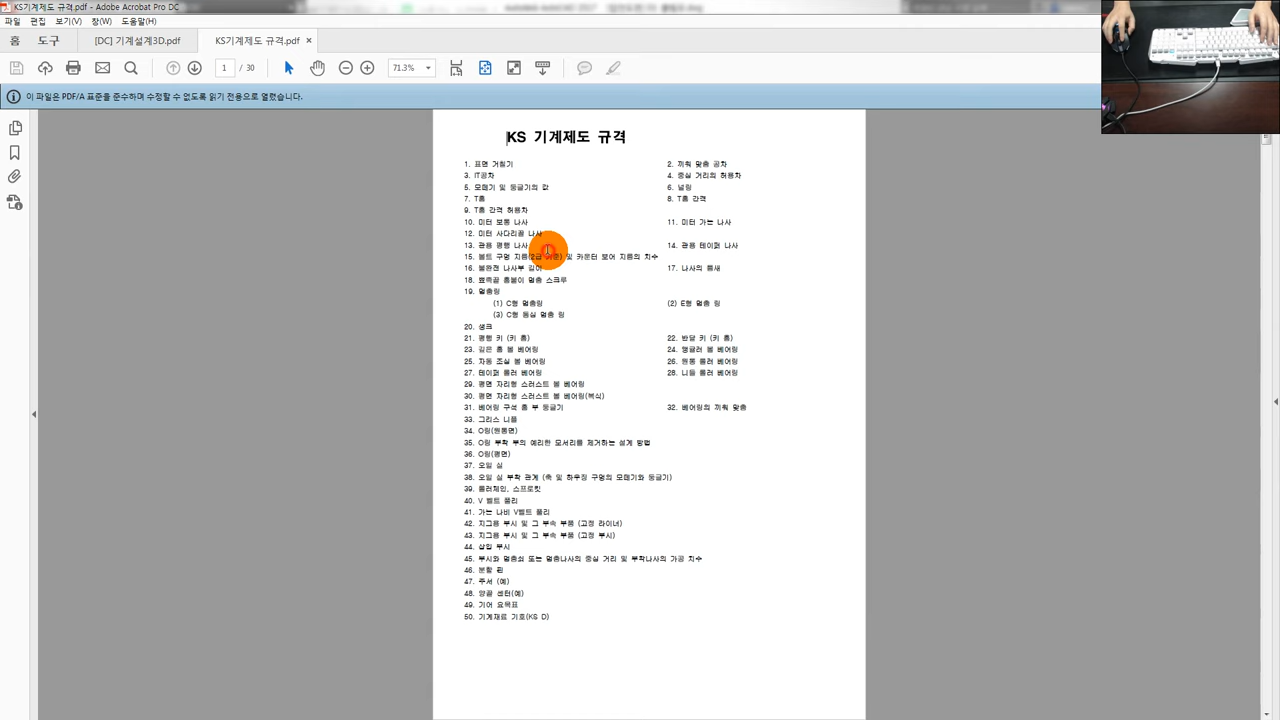 KS기계제도 규격.pdf - Adobe Acrobat Pro DC
파일 편집 보기(V) 창(W) 도움말(H)
홈 도구 [DC] 기계설계3D.pdf KS기계제도 규격.pdf ×
1 / 30 71.3%
이 파일은 PDF/A 표준을 준수하며 수정할 수 없도록 읽기 전용으로 열렸습니다.
KS 기계제도 규격
1. 표면 거칠기 2. 끼워 맞춤 공차
3. IT공차 4. 중심 거리의 허용차
5. 모떼기 및 둥글기의 값 6. 널링
7. T홈 8. T홈 간격
9. T홈 간격 허용차
10. 미터 보통 나사 11. 미터 가는 나사
12. 미터 사다리꼴 나사
13. 관용 평행 나사 14. 관용 테이퍼 나사
15. 볼트 구멍 지름(2급 기준) 및 카운터 보어 지름의 치수
16. 불완전 나사부 길이 17. 나사의 틈새
18. 뾰족끝 홈붙이 멈춤 스크루
19. 멈춤링
(1) C형 멈춤링 (2) E형 멈춤 링
(3) C형 동심 멈춤 링
20. 생크
21. 평행 키 (키 홈) 22. 반달 키 (키 홈)
23. 깊은 홈 볼 베어링 24. 앵귤러 볼 베어링
25. 자동 조심 볼 베어링 26. 원통 롤러 베어링
27. 테이퍼 롤러 베어링 28. 니들 롤러 베어링
29. 평면 자리형 스러스트 볼 베어링
30. 평면 자리형 스러스트 볼 베어링(복식)
31. 베어링 구석 홈 부 둥글기 32. 베어링의 끼워 맞춤
33. 그리스 니플
34. O링(원통면)
35. O링 부착 부의 예리한 모서리를 제거하는 설계 방법
36. O링(평면)
37. 오일 실
38. 오일 실 부착 관계 (축 및 하우징 구멍의 모떼기와 둥글기)
39. 롤러체인, 스프로킷
40. V 벨트 풀리
41. 가는 나비 V벨트 풀리
42. 지그용 부시 및 그 부속 부품 (고정 라이너)
43. 지그용 부시 및 그 부속 부품 (고정 부시)
44. 삽입 부시
45. 부시와 멈춤쇠 또는 멈춤나사의 중심 거리 및 부착나사의 가공 치수
46. 분할 핀
47. 주서 (예)
48. 양끝 센터(예)
49. 기어 요목표
50. 기계재료 기호(KS D)